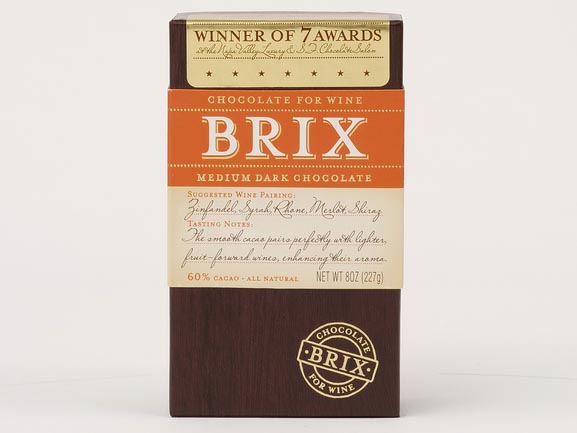 WINNER OF 7 AWARDS
at the Napa Valley Luxury & S.F. Chocolate Salon
CHOCOLATE FOR WINE
BRIX
MEDIUM DARK CHOCOLATE
SUGGESTED WINE PAIRING:
Zinfandel, Syrah, Rhone, Merlot, Shiraz
TASTING NOTES:
The smooth cacao pairs perfectly with lighter,
fruit-forward wines, enhancing their aroma.
60% CACAO • ALL NATURAL NET WT 8OZ (227g)
CHOCOLATE
• BRIX •
FOR WINE